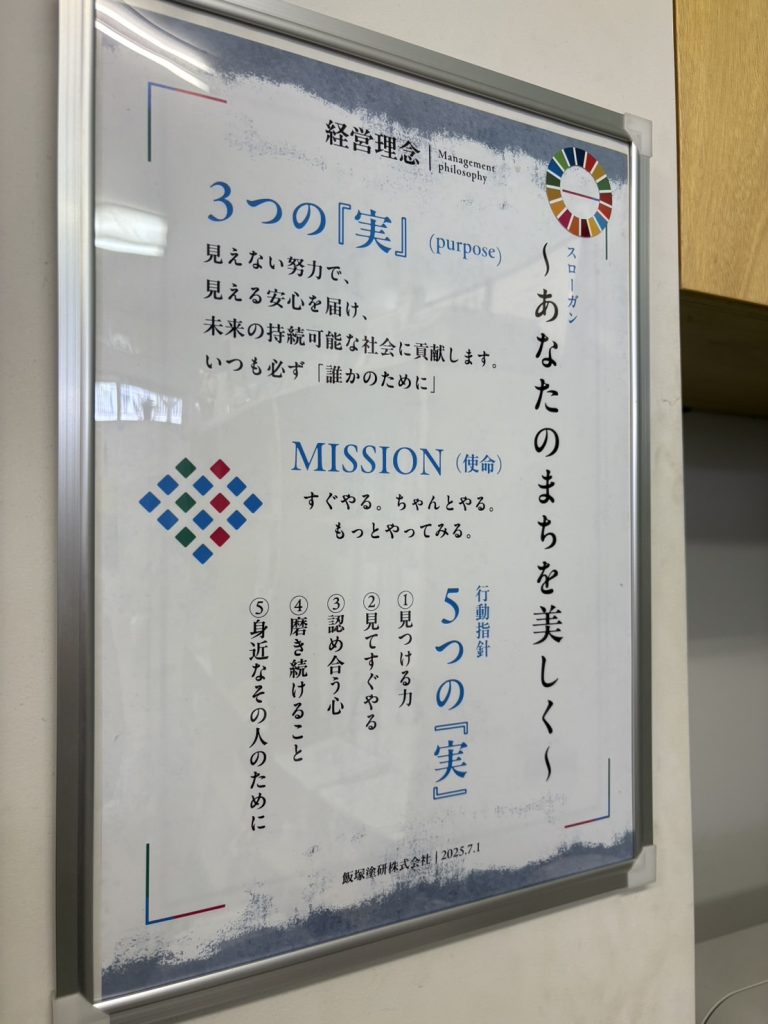 経営理念 | Management philosophy
3つの『実』 (purpose)
見えない努力で、
見える安心を届け、
未来の持続可能な社会に貢献します。
いつも必ず「誰かのために」
スローガン
～あなたのまちを美しく～
MISSION (使命)
すぐやる。ちゃんとやる。
もっとやってみる。
行動指針
5つの『実』
①見つける力
②見てすぐやる
③認め合う心
④磨き続けること
⑤身近なその人のために
飯塚塗研株式会社 | 2025.7.1